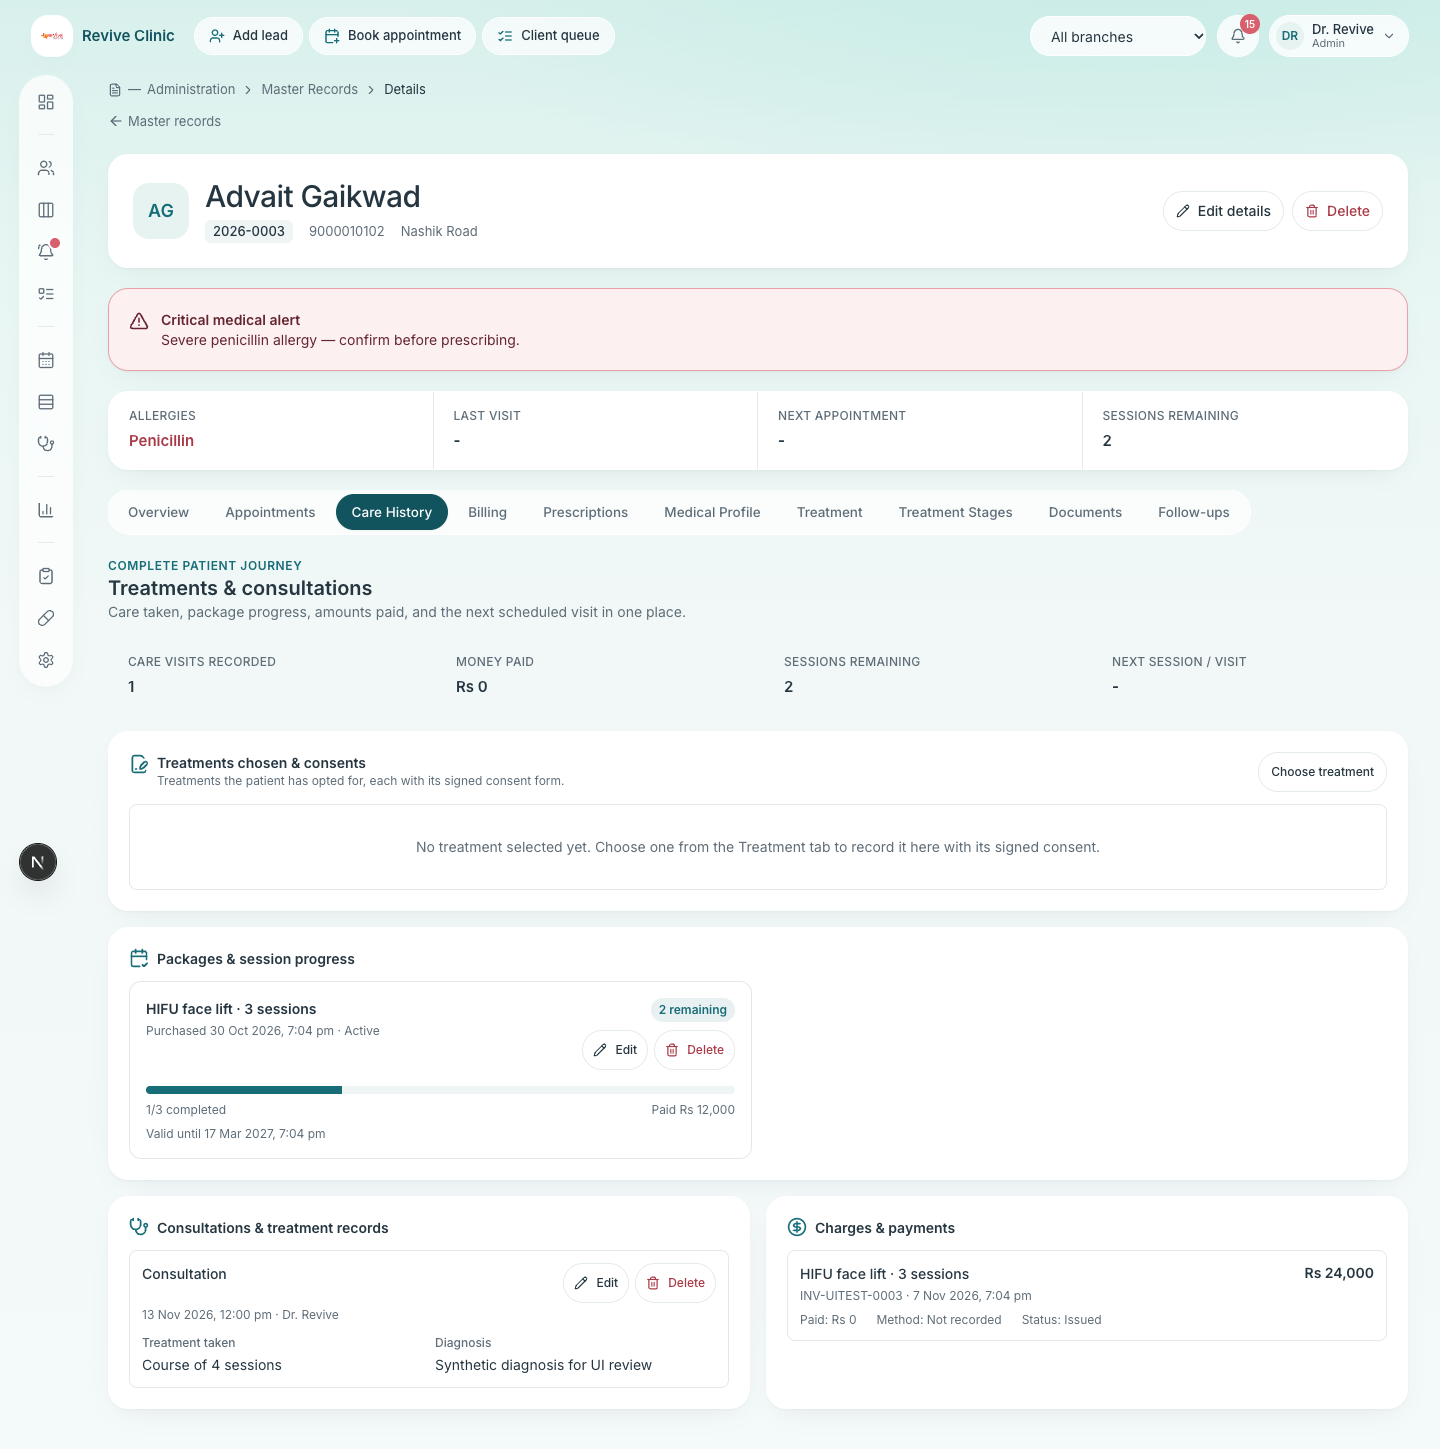 Revive Clinic
Add lead
Book appointment
Client queue
All branches
15
DR
Dr. Revive
Admin
— Administration > Master Records > Details
← Master records
AG
Advait Gaikwad
2026-0003 9000010102 Nashik Road
Edit details
Delete
Critical medical alert
Severe penicillin allergy — confirm before prescribing.
ALLERGIES
Penicillin
LAST VISIT
-
NEXT APPOINTMENT
-
SESSIONS REMAINING
2
Overview Appointments Care History Billing Prescriptions Medical Profile Treatment Treatment Stages Documents Follow-ups
COMPLETE PATIENT JOURNEY
Treatments & consultations
Care taken, package progress, amounts paid, and the next scheduled visit in one place.
CARE VISITS RECORDED
1
MONEY PAID
Rs 0
SESSIONS REMAINING
2
NEXT SESSION / VISIT
-
Treatments chosen & consents
Treatments the patient has opted for, each with its signed consent form.
Choose treatment
No treatment selected yet. Choose one from the Treatment tab to record it here with its signed consent.
N
Packages & session progress
HIFU face lift · 3 sessions
2 remaining
Purchased 30 Oct 2026, 7:04 pm · Active
Edit
Delete
1/3 completed
Paid Rs 12,000
Valid until 17 Mar 2027, 7:04 pm
Consultations & treatment records
Consultation
Edit
Delete
13 Nov 2026, 12:00 pm · Dr. Revive
Treatment taken
Course of 4 sessions
Diagnosis
Synthetic diagnosis for UI review
Charges & payments
HIFU face lift · 3 sessions
Rs 24,000
INV-UITEST-0003 · 7 Nov 2026, 7:04 pm
Paid: Rs 0 Method: Not recorded Status: Issued